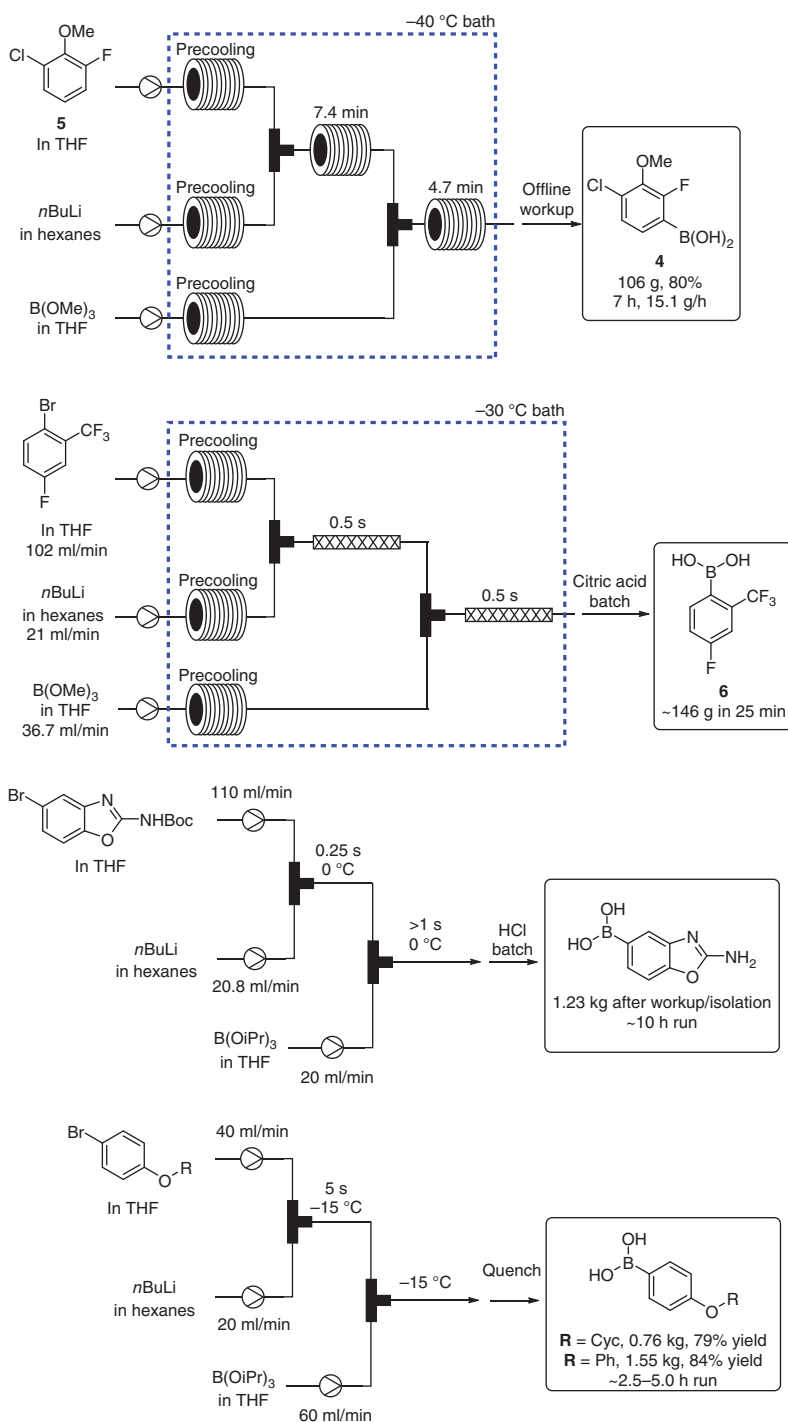 –40 °C bath
OMe
Cl
F
5
In THF
Precooling
7.4 min
nBuLi
in hexanes
Precooling
4.7 min
B(OMe)3
in THF
Precooling
Offline
workup
OMe
Cl
F
B(OH)2
4
106 g, 80%
7 h, 15.1 g/h
–30 °C bath
Br
CF3
F
In THF
102 ml/min
Precooling
0.5 s
nBuLi
in hexanes
21 ml/min
Precooling
0.5 s
B(OMe)3
in THF
36.7 ml/min
Precooling
Citric acid
batch
HO
OH
B
CF3
F
6
~146 g in 25 min
Br
N
O
NHBoc
In THF
110 ml/min
0.25 s
0 °C
nBuLi
in hexanes
20.8 ml/min
>1 s
0 °C
B(OiPr)3
in THF
20 ml/min
HCl
batch
OH
B
HO
N
O
NH2
1.23 kg after workup/isolation
~10 h run
Br
O
R
In THF
40 ml/min
5 s
–15 °C
nBuLi
in hexanes
20 ml/min
–15 °C
B(OiPr)3
in THF
60 ml/min
Quench
OH
B
HO
O
R
R = Cyc, 0.76 kg, 79% yield
R = Ph, 1.55 kg, 84% yield
~2.5–5.0 h run